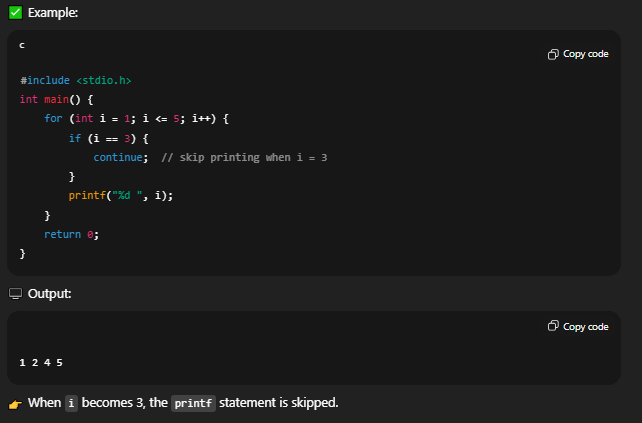 ✅ Example:
c
Copy code
#include <stdio.h>
int main() {
    for (int i = 1; i <= 5; i++) {
        if (i == 3) {
            continue;  // skip printing when i = 3
        }
        printf("%d ", i);
    }
    return 0;
}
🖥️ Output:
Copy code
1 2 4 5
👉 When i becomes 3, the printf statement is skipped.